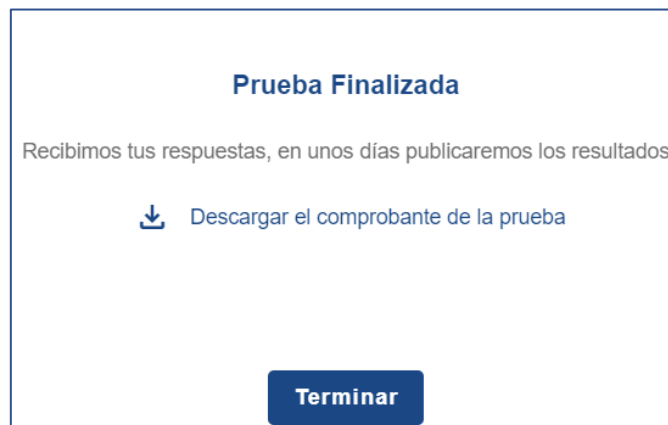 Prueba Finalizada
Recibimos tus respuestas, en unos días publicaremos los resultados
Descargar el comprobante de la prueba
Terminar